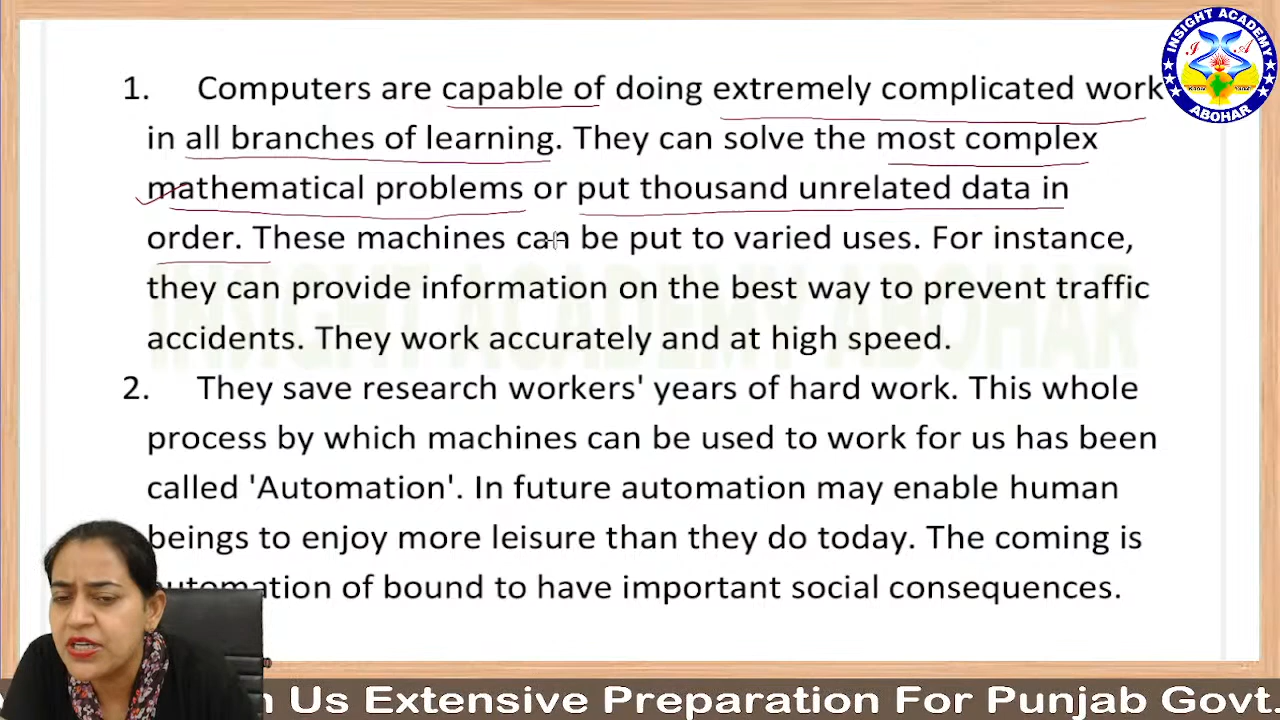 INSIGHT ACADEMY
ABOHAR
1. Computers are capable of doing extremely complicated work
in all branches of learning. They can solve the most complex
mathematical problems or put thousand unrelated data in
order. These machines can be put to varied uses. For instance,
they can provide information on the best way to prevent traffic
accidents. They work accurately and at high speed.
INSIGHT ACADEMY ABOHAR
2. They save research workers' years of hard work. This whole
process by which machines can be used to work for us has been
called 'Automation'. In future automation may enable human
beings to enjoy more leisure than they do today. The coming is
automation of bound to have important social consequences.
Us Extensive Preparation For Punjab Govt.